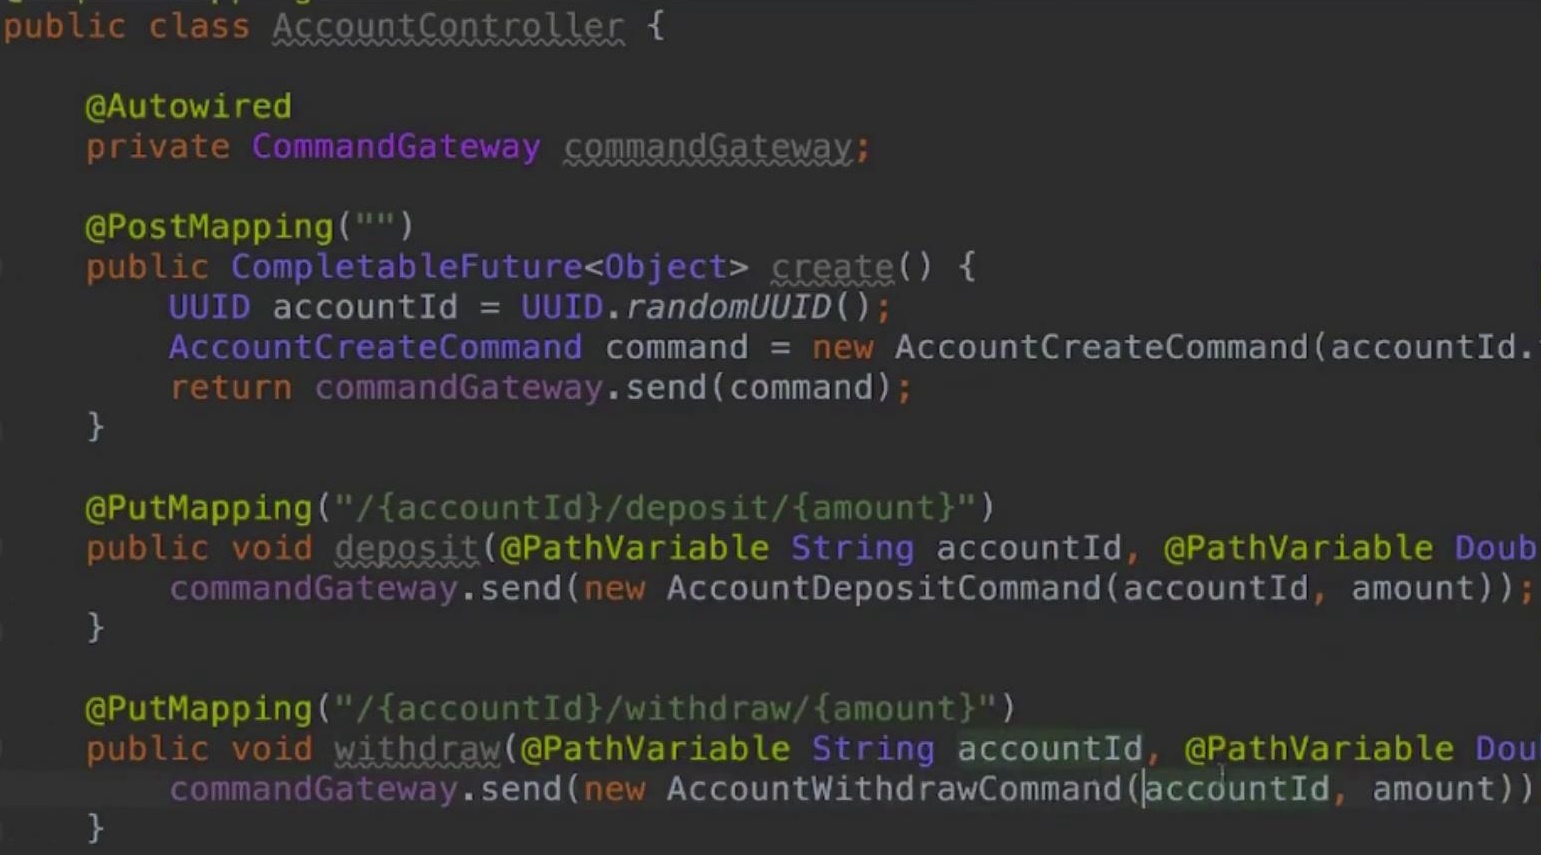 public class AccountController {
@Autowired
private CommandGateway commandGateway;
@PostMapping("")
public CompletableFuture<Object> create() {
UUID accountId = UUID.randomUUID();
AccountCreateCommand command = new AccountCreateCommand(accountId.
return commandGateway.send(command);
}
@PutMapping("/{accountId}/deposit/{amount}")
public void deposit(@PathVariable String accountId, @PathVariable Doub
commandGateway.send(new AccountDepositCommand(accountId, amount));
}
@PutMapping("/{accountId}/withdraw/{amount}")
public void withdraw(@PathVariable String accountId, @PathVariable Dou
commandGateway.send(new AccountWithdrawCommand(accountId, amount))
}